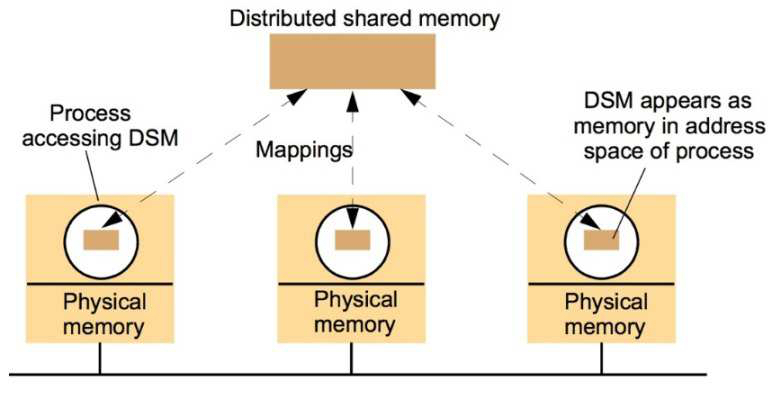 Distributed shared memory
Process
accessing DSM
Mappings
DSM appears as
memory in address
space of process
Physical
memory
Physical
memory
Physical
memory